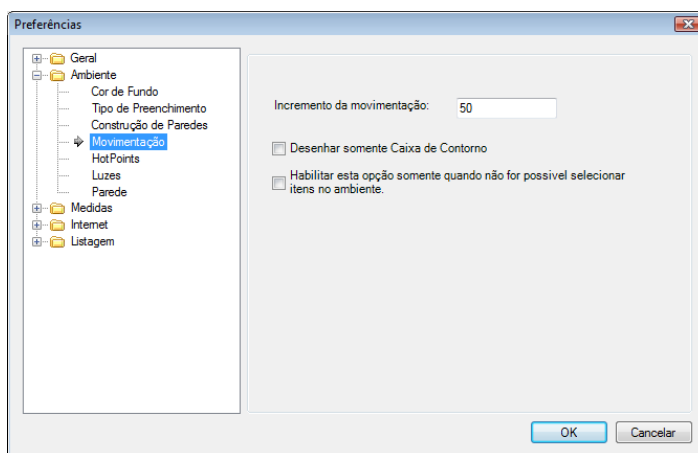 Preferências
Geral
Ambiente
Cor de Fundo
Tipo de Preenchimento
Construção de Paredes
Movimentação
HotPoints
Luzes
Parede
Medidas
Internet
Listagem
Incremento da movimentação: 50
Desenhar somente Caixa de Contorno
Habilitar esta opção somente quando não for possivel selecionar
itens no ambiente.
OK Cancelar